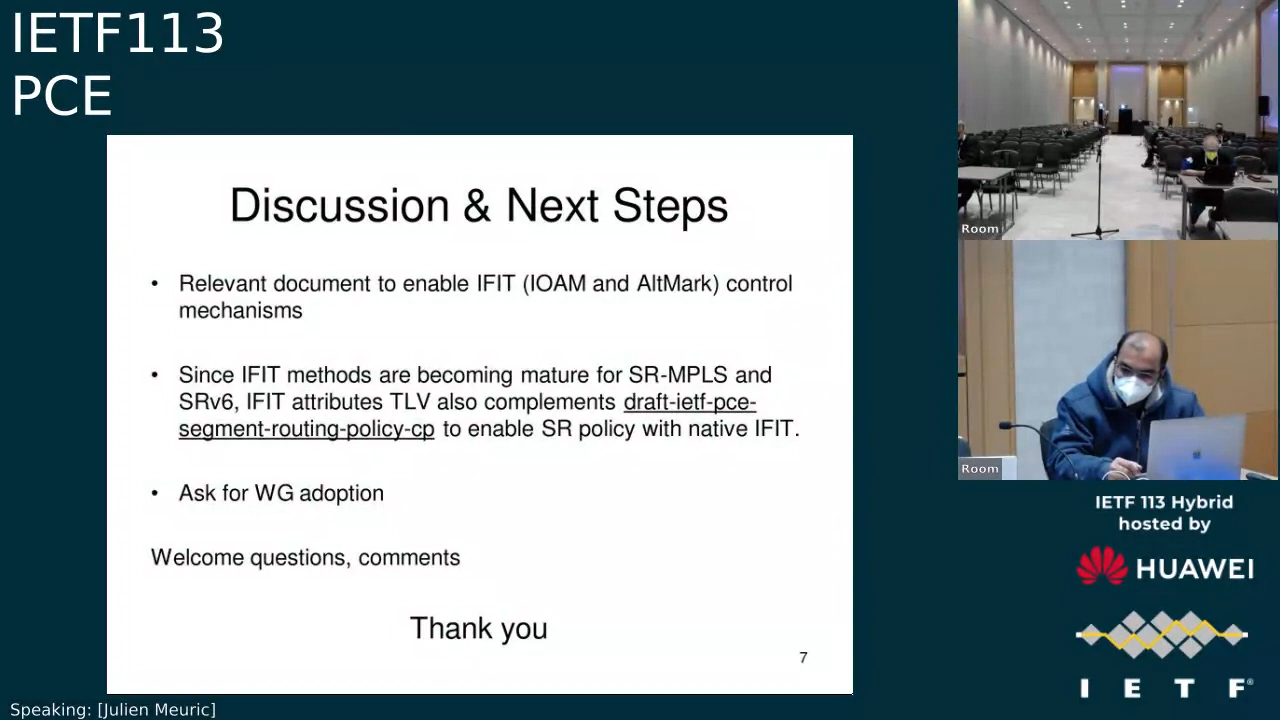 IETF113
PCE
Discussion & Next Steps
• Relevant document to enable IFIT (IOAM and AltMark) control
mechanisms
• Since IFIT methods are becoming mature for SR-MPLS and
SRv6, IFIT attributes TLV also complements draft-ietf-pce-
segment-routing-policy-cp to enable SR policy with native IFIT.
• Ask for WG adoption
Welcome questions, comments
Thank you
7
Room
Room
IETF 113 Hybrid
hosted by
HUAWEI
I E T F®
Speaking: [Julien Meuric]